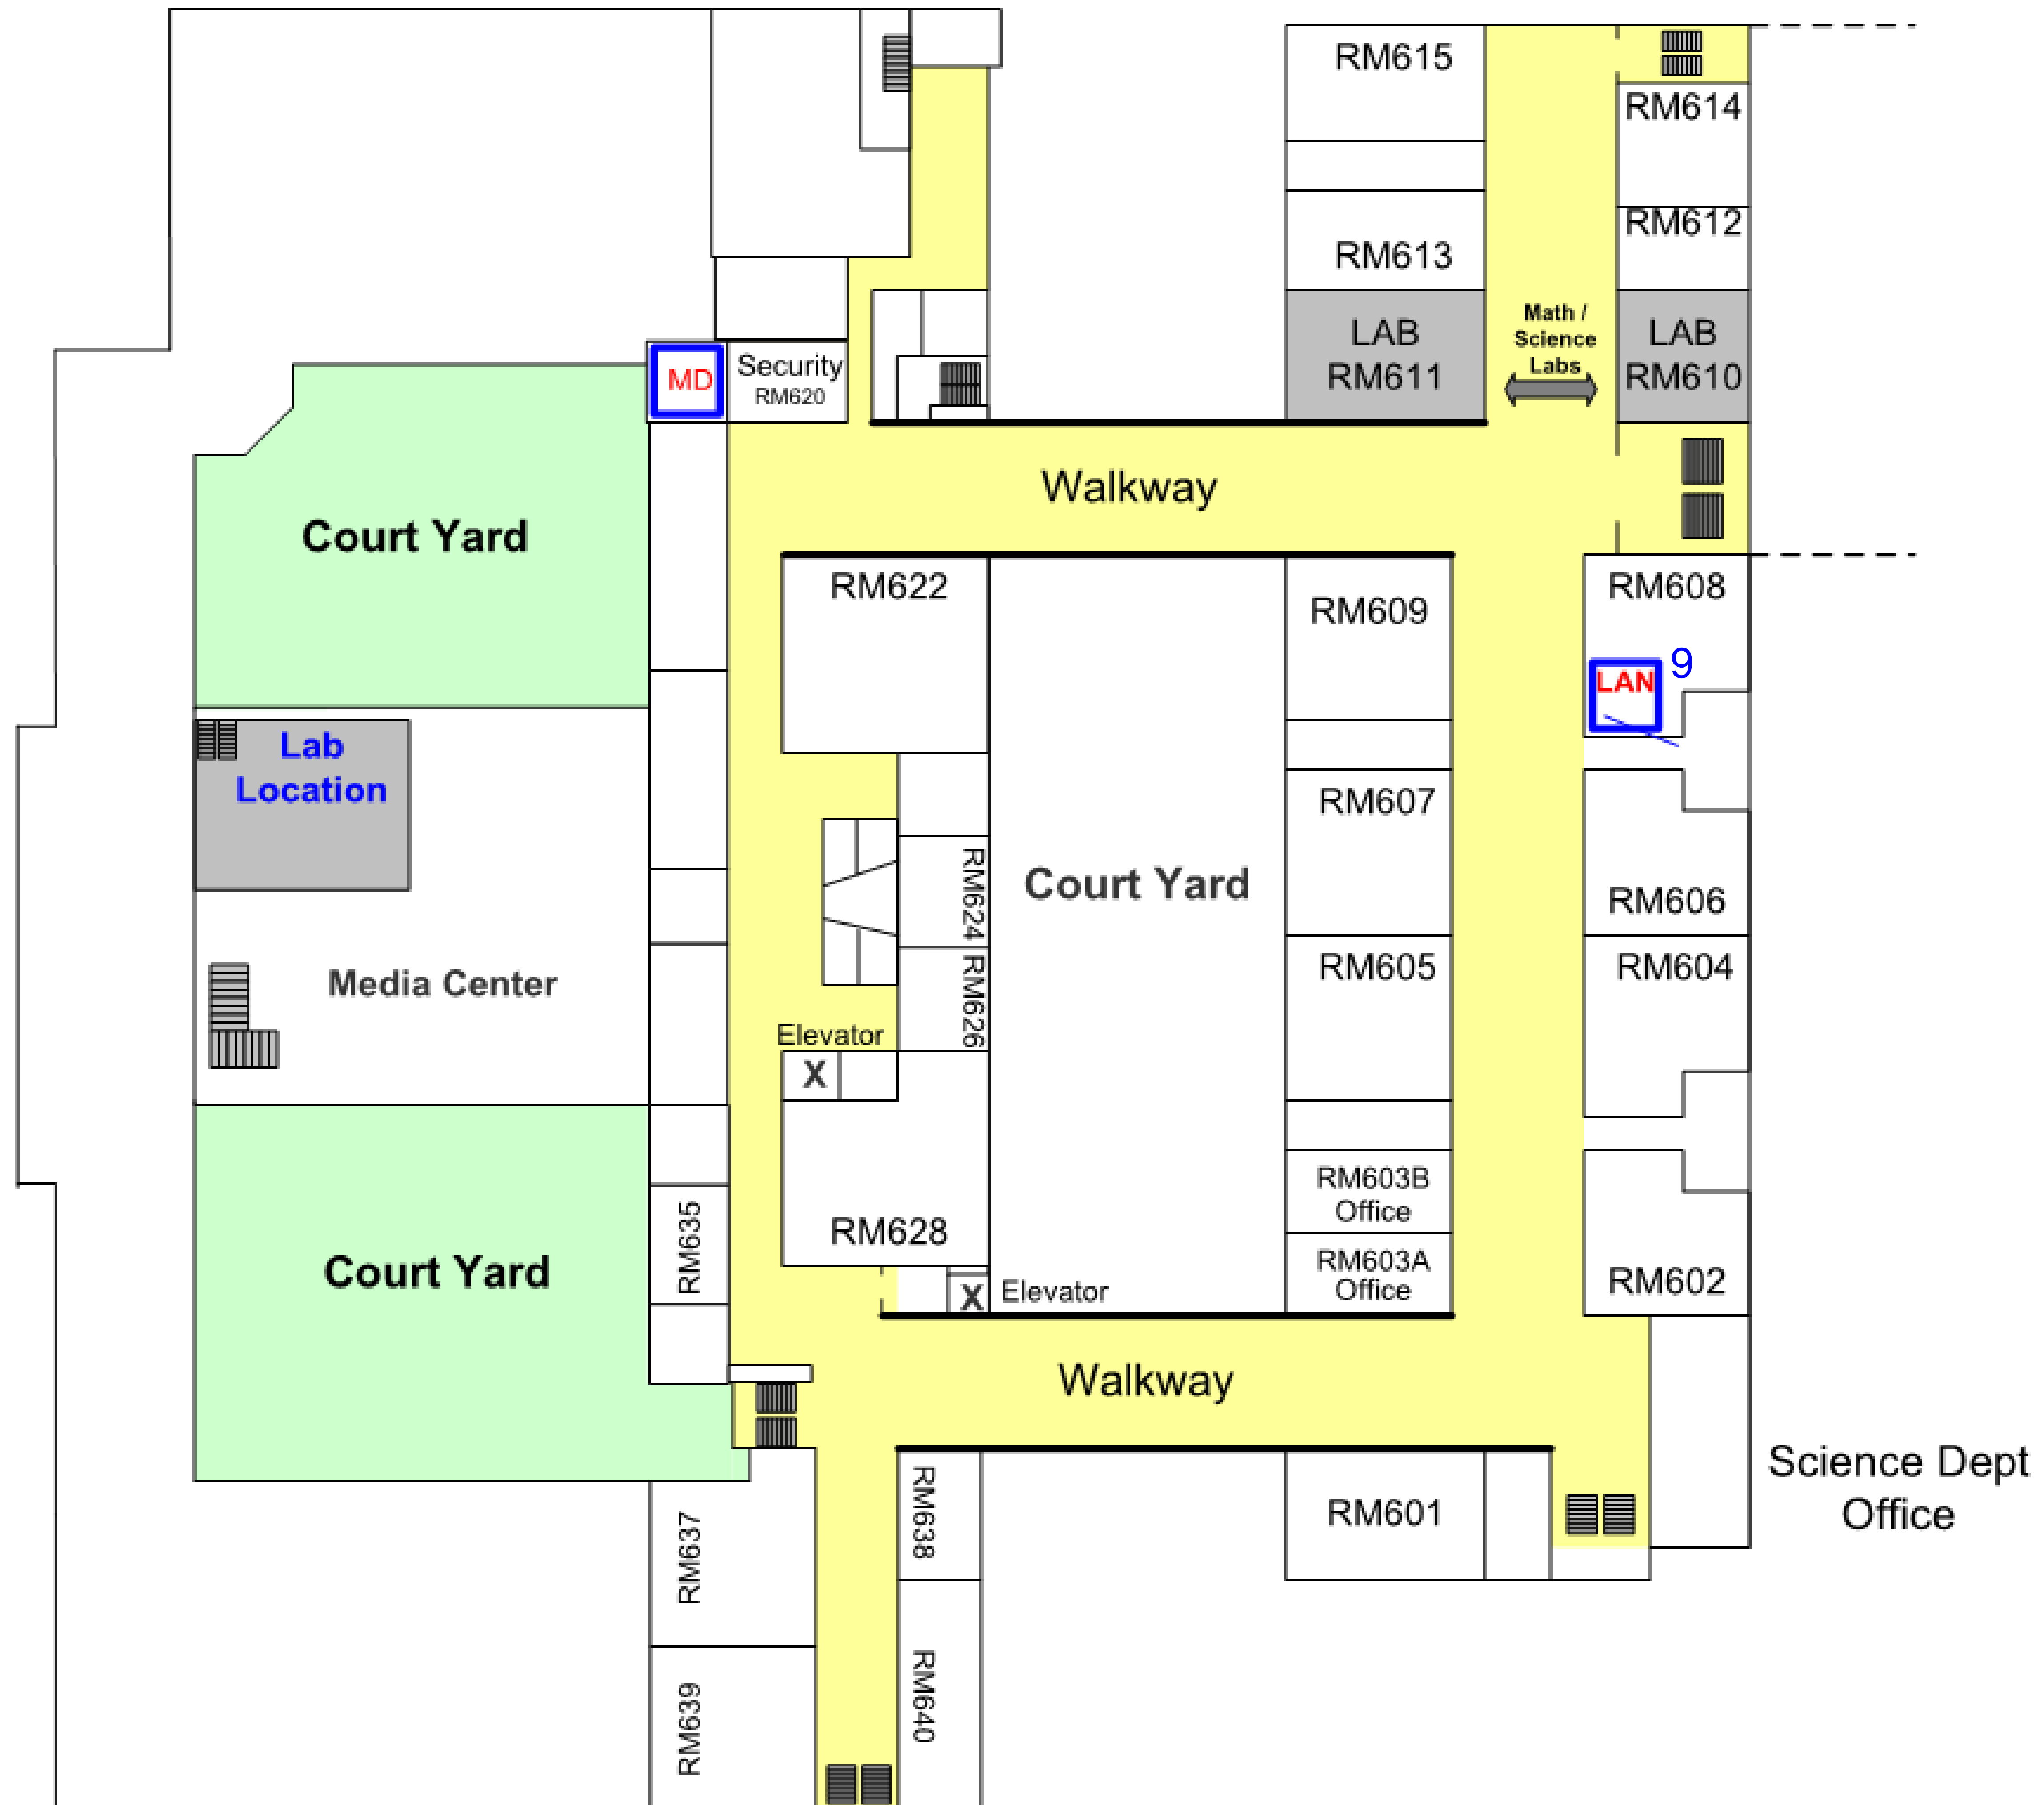 RM615
RM614
RM612
RM613
Math /
Science
Labs
LAB
RM611
LAB
RM610
MD
Security
RM620
Walkway
Court Yard
RM622
RM609
RM608
9
LAN
Lab
Location
RM607
RM606
Court Yard
RM624
RM605
RM604
Media Center
RM626
Elevator
X
RM603B
Office
RM635
RM628
RM603A
Office
RM602
Court Yard
X
Elevator
Walkway
Science Dept
Office
RM601
RM638
RM637
RM640
RM639